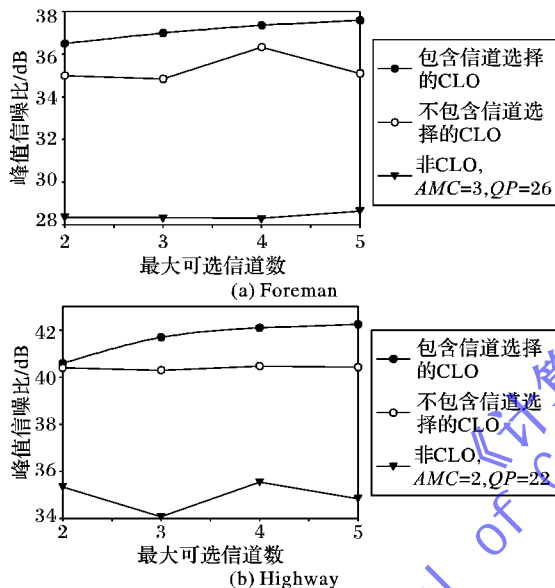 38
36
35
32
30
28
2
3
4
5
峰值信噪比/dB
最大可选信道数
包含信道选择
的CLO
不包含信道选
择的CLO
非CLO,
AMC=3,QP=26
(a) Foreman
42
40
35
34
2
3
4
5
峰值信噪比/dB
最大可选信道数
包含信道选择
的CLO
不包含信道选
择的CLO
非CLO,
AMC=2,QP=22
(b) Highway
《计算
of C